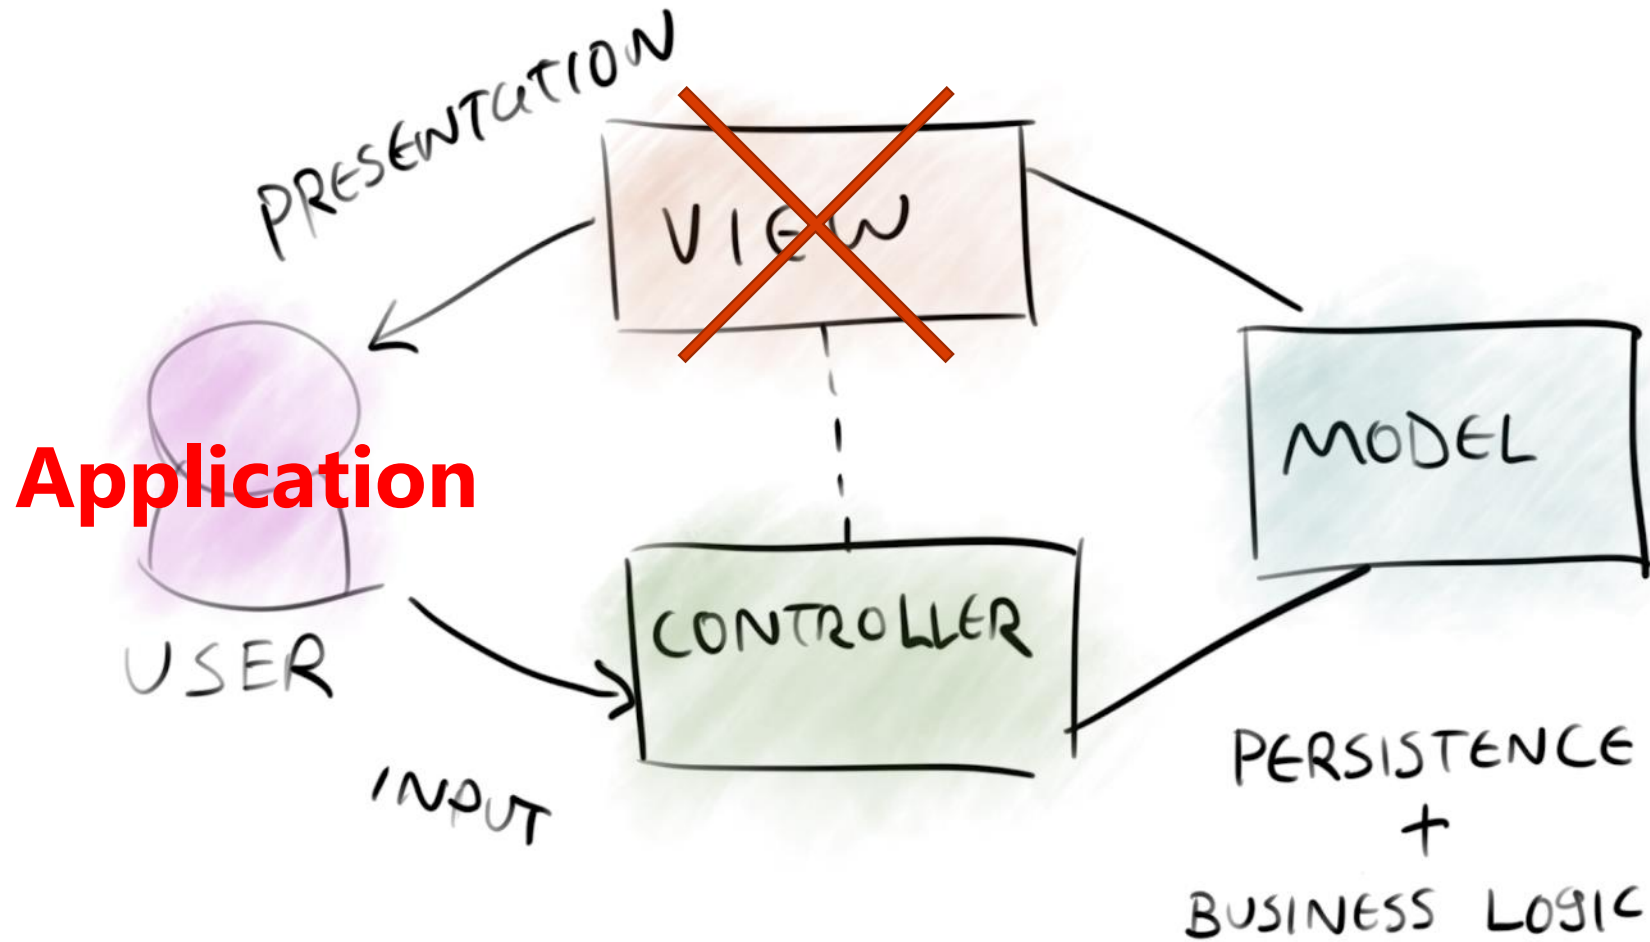 PRESENTATION
VIEW
MODEL
Application
CONTROLLER
USER
INPUT
PERSISTENCE
+
BUSINESS LOGIC